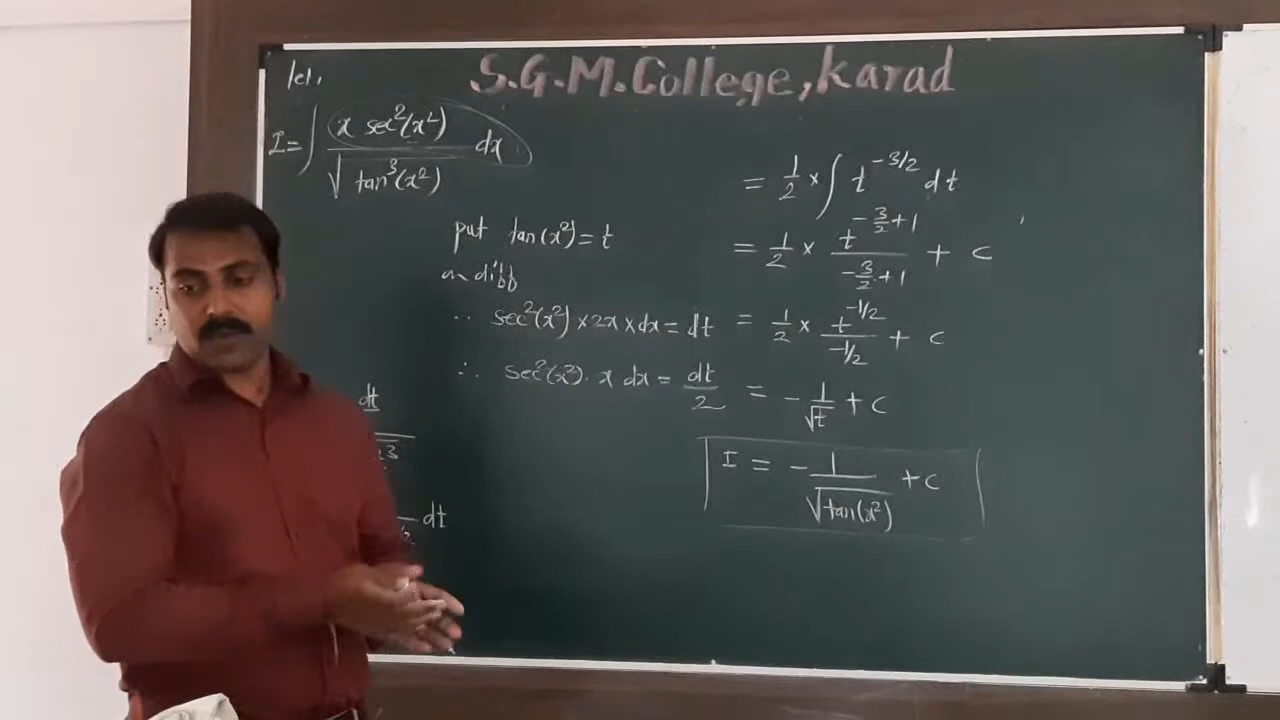 S.G.M. College, Karad
let,
I = ∫ x sec²(x²) / √tan³(x²) dx
put tan(x²) = t
on diff
∴ sec²(x²) × 2x × dx = dt
∴ sec²(x²) · x dx = dt/2
dt
dt
= 1/2 × ∫ t^(-3/2) dt
= 1/2 × t^(-3/2 + 1) / (-3/2 + 1) + c
= 1/2 × t^(-1/2) / (-1/2) + c
= - 1/√t + c
I = - 1/√tan(x²) + c